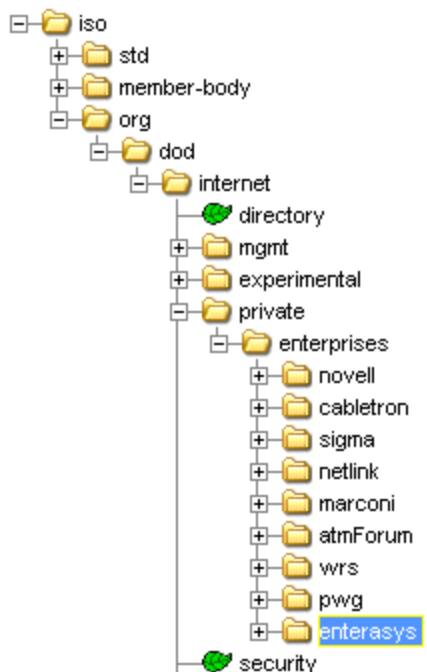 iso
std
member-body
org
dod
internet
directory
mgmt
experimental
private
enterprises
novell
cabletron
sigma
netlink
marconi
atmForum
wrs
pwg
enterasys
security